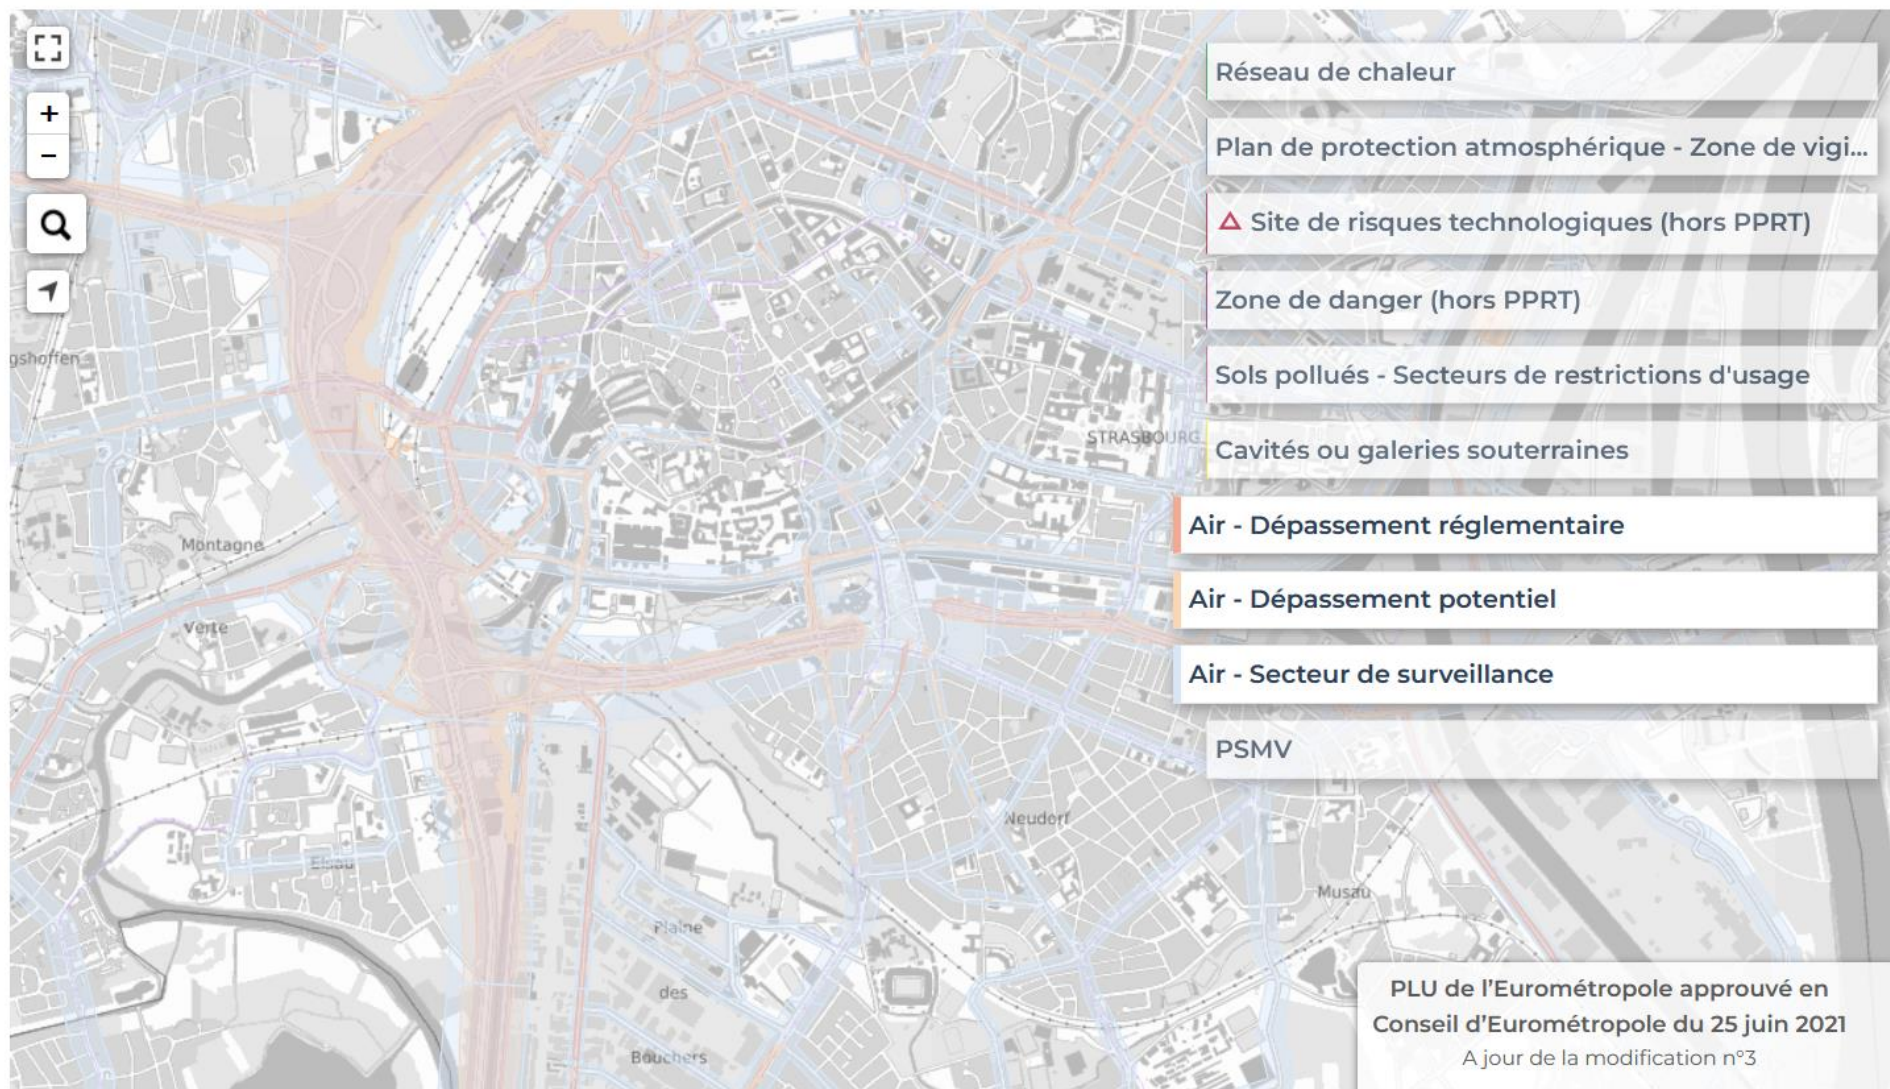 +
−
Réseau de chaleur
Plan de protection atmosphérique - Zone de vigi...
Site de risques technologiques (hors PPRT)
Zone de danger (hors PPRT)
Sols pollués - Secteurs de restrictions d'usage
Cavités ou galeries souterraines
Air - Dépassement réglementaire
Air - Dépassement potentiel
Air - Secteur de surveillance
PSMV
gshoffen
STRASBOURG
Montagne
Verte
Elsau
Neudorf
Musau
Plaine
des
Bouchers
PLU de l'Eurométropole approuvé en
Conseil d'Eurométropole du 25 juin 2021
A jour de la modification n°3